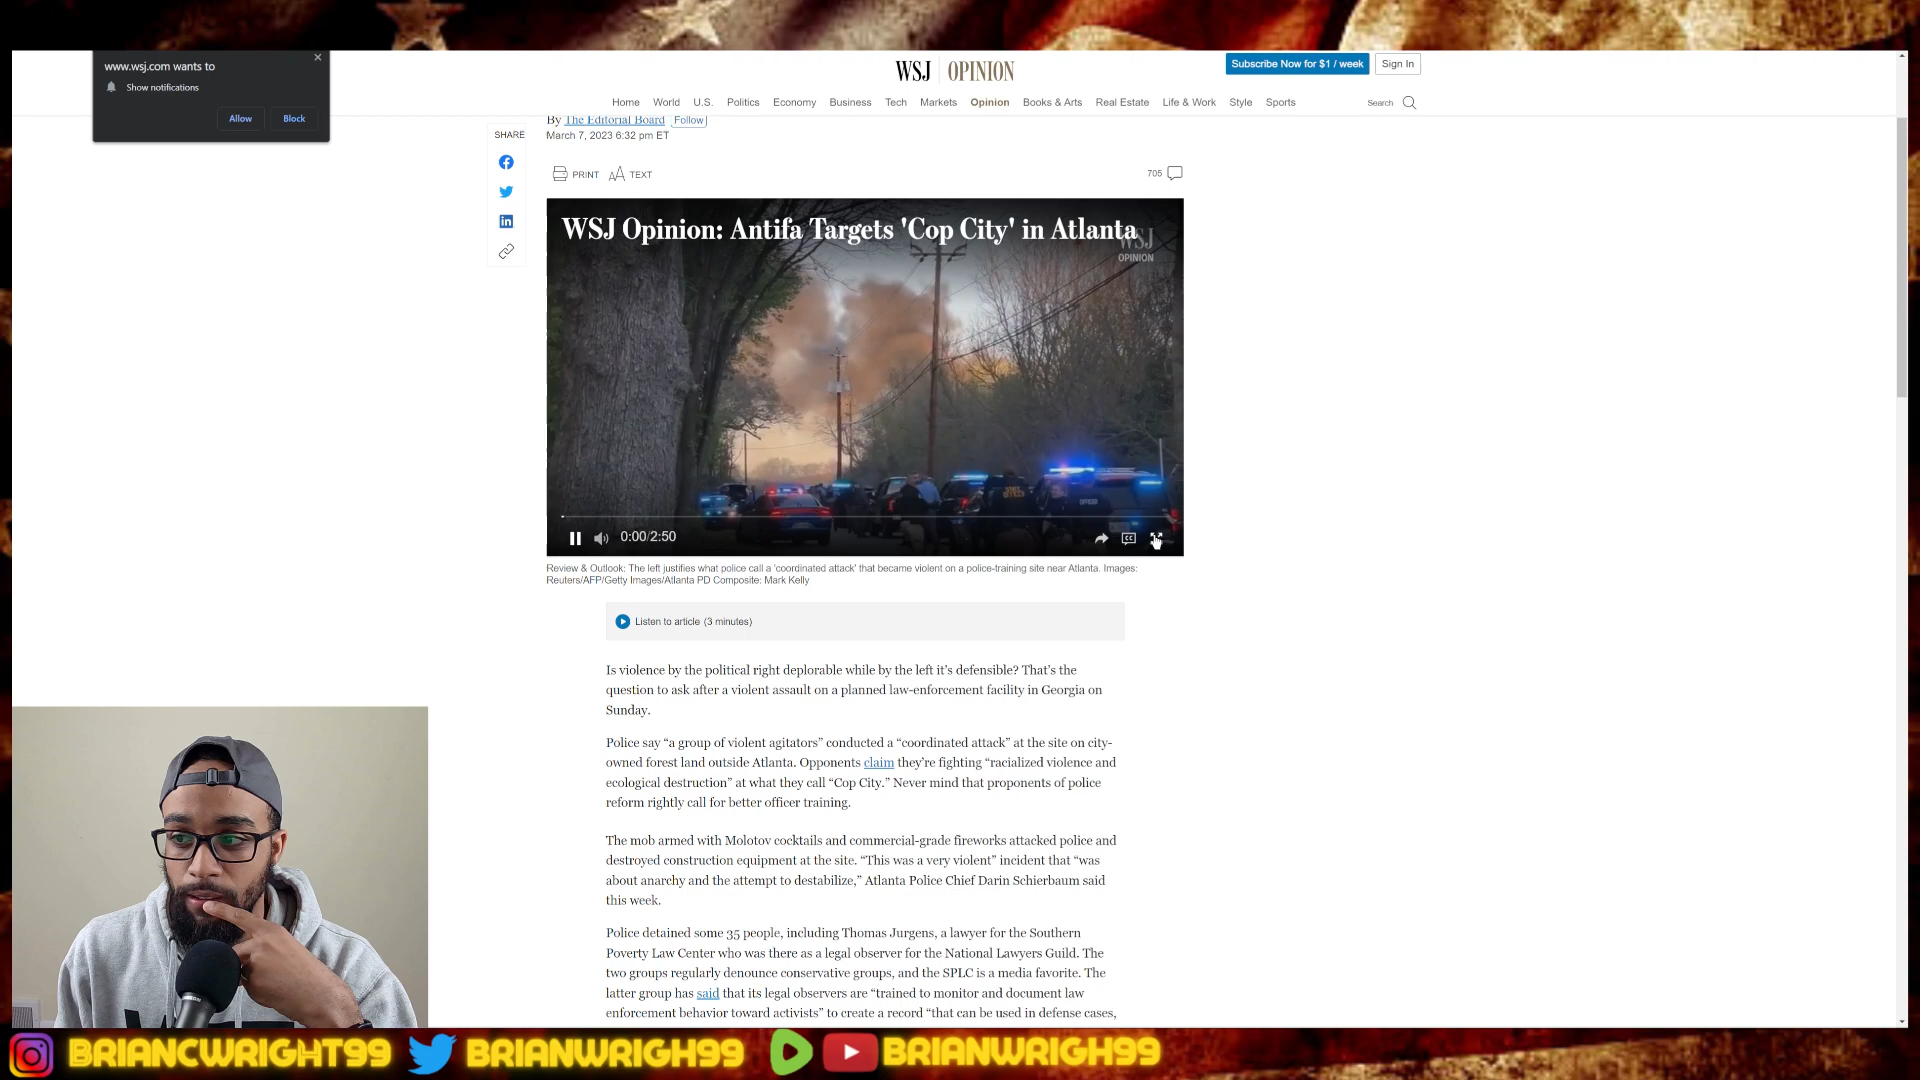 www.wsj.com wants to
Show notifications
Allow
Block
WSJ OPINION
Subscribe Now for $1 / week
Sign In
Home World U.S. Politics Economy Business Tech Markets Opinion Books & Arts Real Estate Life & Work Style Sports
Search
SHARE
By The Editorial Board Follow
March 7, 2023 6:32 pm ET
PRINT AA TEXT
705
WSJ Opinion: Antifa Targets 'Cop City' in Atlanta
WSJ
OPINION
0:00/2:50
CC
Review & Outlook: The left justifies what police call a 'coordinated attack' that became violent on a police-training site near Atlanta. Images:
Reuters/AFP/Getty Images/Atlanta PD Composite: Mark Kelly
Listen to article (3 minutes)
Is violence by the political right deplorable while by the left it's defensible? That's the
question to ask after a violent assault on a planned law-enforcement facility in Georgia on
Sunday.
Police say “a group of violent agitators” conducted a “coordinated attack” at the site on city-
owned forest land outside Atlanta. Opponents claim they’re fighting “racialized violence and
ecological destruction” at what they call “Cop City.” Never mind that proponents of police
reform rightly call for better officer training.
The mob armed with Molotov cocktails and commercial-grade fireworks attacked police and
destroyed construction equipment at the site. “This was a very violent” incident that “was
about anarchy and the attempt to destabilize,” Atlanta Police Chief Darin Schierbaum said
this week.
Police detained some 35 people, including Thomas Jurgens, a lawyer for the Southern
Poverty Law Center who was there as a legal observer for the National Lawyers Guild. The
two groups regularly denounce conservative groups, and the SPLC is a media favorite. The
latter group has said that its legal observers are “trained to monitor and document law
enforcement behavior toward activists” to create a record “that can be used in defense cases,
BRIANCWRIGHT99
BRIANWRIGH99
BRIANWRIGH99